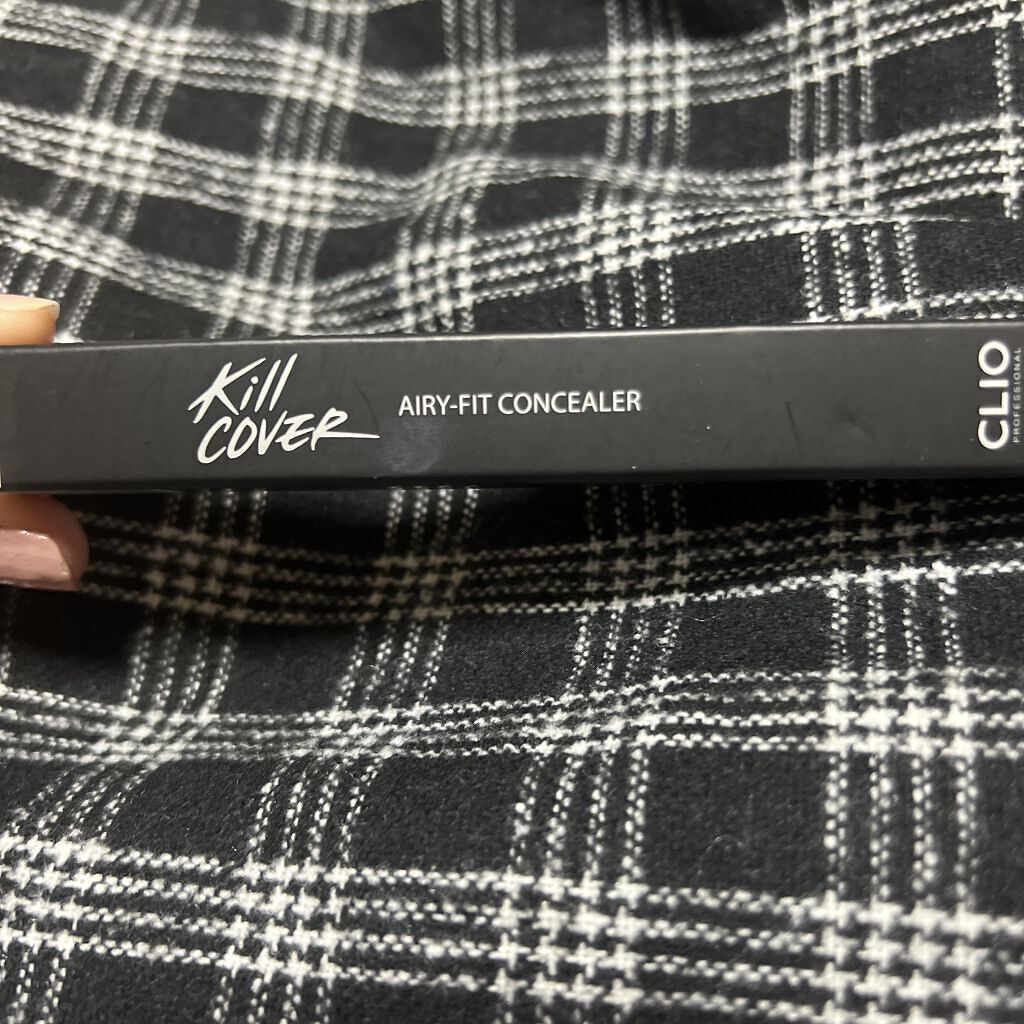 Kill
COVER
AIRY-FIT CONCEALER
CLIO
PROFESSIONAL